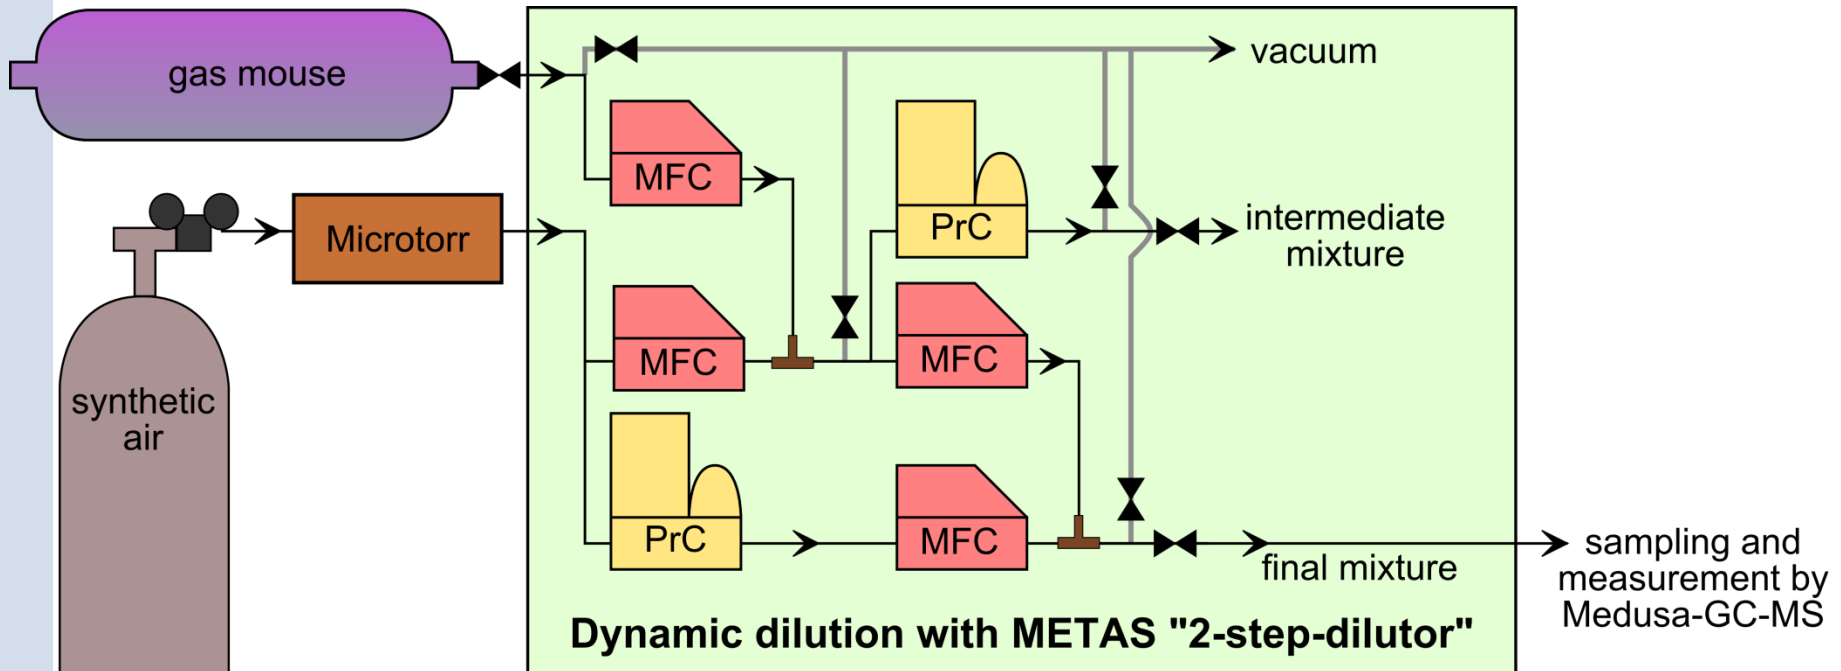 gas mouse
vacuum
MFC
PrC
intermediate
mixture
Microtorr
MFC
MFC
synthetic
air
PrC
MFC
final mixture
sampling and
measurement by
Medusa-GC-MS
Dynamic dilution with METAS "2-step-dilutor"